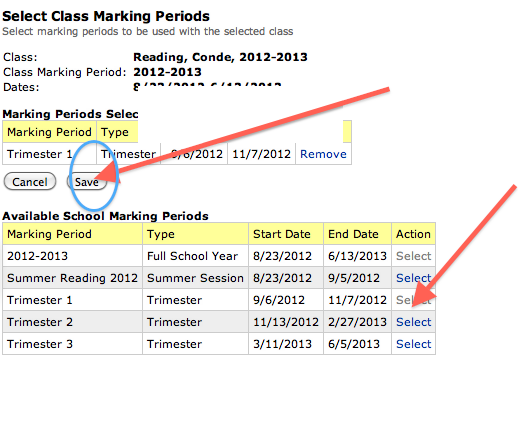 Select Class Marking Periods
Select marking periods to be used with the selected class
Class: Reading, Conde, 2012-2013
Class Marking Period: 2012-2013
Dates:
Marking Periods
Marking Period Type
Trimester 1 Trimester 9/6/2012 11/7/2012 Remove
Cancel Save
Available School Marking Periods
Marking Period Type Start Date End Date Action
2012-2013 Full School Year 8/23/2012 6/13/2013 Select
Summer Reading 2012 Summer Session 8/23/2012 9/5/2012 Select
Trimester 1 Trimester 9/6/2012 11/7/2012 Select
Trimester 2 Trimester 11/13/2012 2/27/2013 Select
Trimester 3 Trimester 3/11/2013 6/5/2013 Select